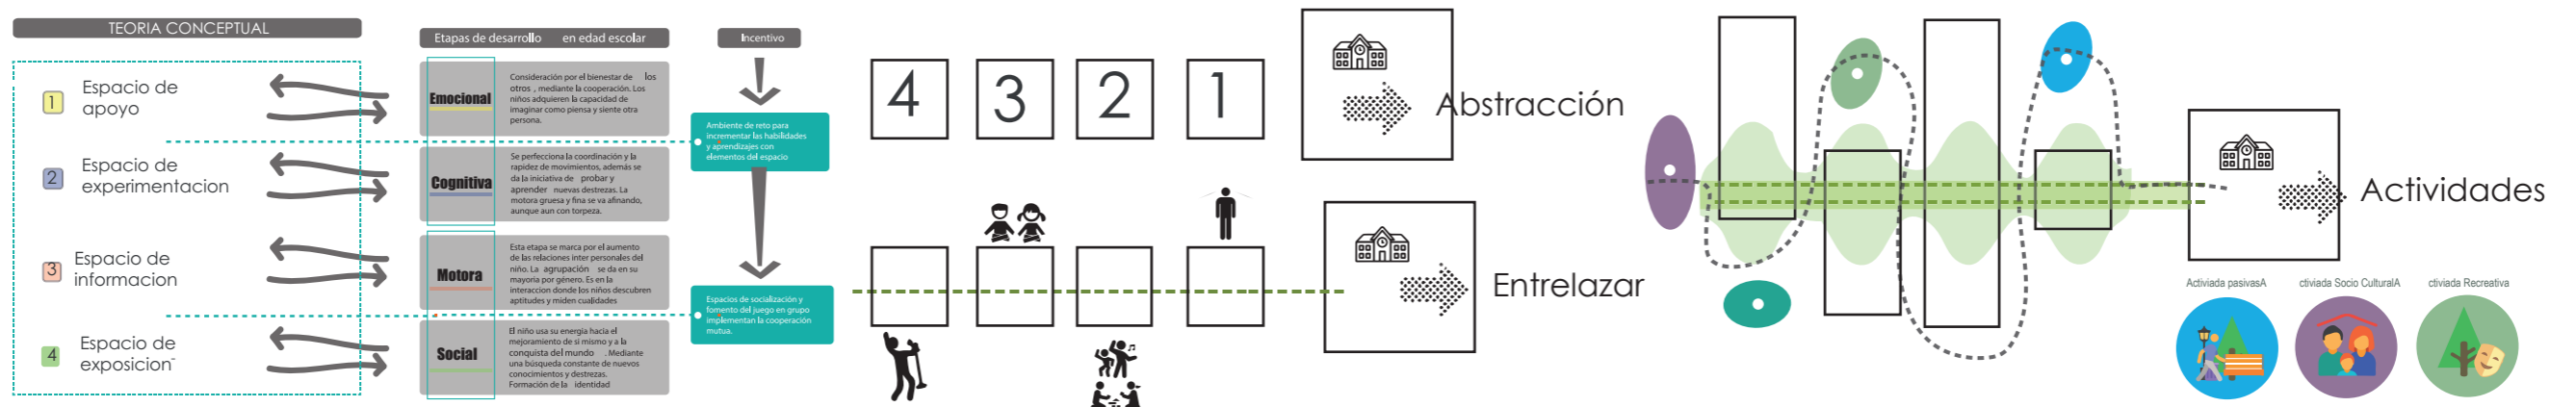 TEORIA CONCEPTUAL
1
Espacio de
apoyo
2
Espacio de
experimentacion
3
Espacio de
informacion
4
Espacio de
exposicion
Etapas de desarrollo en edad escolar
Emocional
Consideración por el bienestar de los
otros , mediante la cooperación. Los
niños adquieren la capacidad de
imaginar como piensa y siente otra
persona.
Cognitiva
Se perfecciona la coordinación y la
rapidez de movimientos, además se
da la iniciativa de probar y
aprender nuevas destrezas. La
motora gruesa y fina se va afinando,
aunque aun con torpeza.
Motora
Esta etapa se marca por el aumento
de las relaciones inter personales del
niño. La agrupación se da en su
mayoría por género. Es en la
interaccion donde los niños descubren
aptitudes y miden cualidades
Social
El niño usa su energia hacia el
mejoramiento de sí mismo y a la
conquista del mundo . Mediante
una búsqueda constante de nuevos
conocimientos y destrezas.
Formación de la identidad
Incentivo
Ambiente de reto para
incrementar las habilidades
y aprendizajes con
elementos del espacio
Espacios de socialización y
fomento del juego en grupo
implementan la cooperación
mutua.
4 3 2 1
Abstracción
Entrelazar
Actividades
Activiada pasivasA
ctiviada Socio CulturalA
ctiviada Recreativa